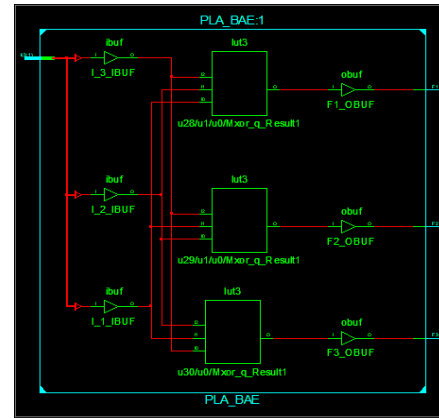 PLA_BAE:1
ibuf
I_3_IBUF
lut3
u28/u1/u0/Mxor_q_Result1
obuf
F1_OBUF
ibuf
I_2_IBUF
lut3
u29/u1/u0/Mxor_q_Result1
obuf
F2_OBUF
ibuf
I_1_IBUF
lut3
u30/u0/Mxor_q_Result1
obuf
F3_OBUF
PLA_BAE